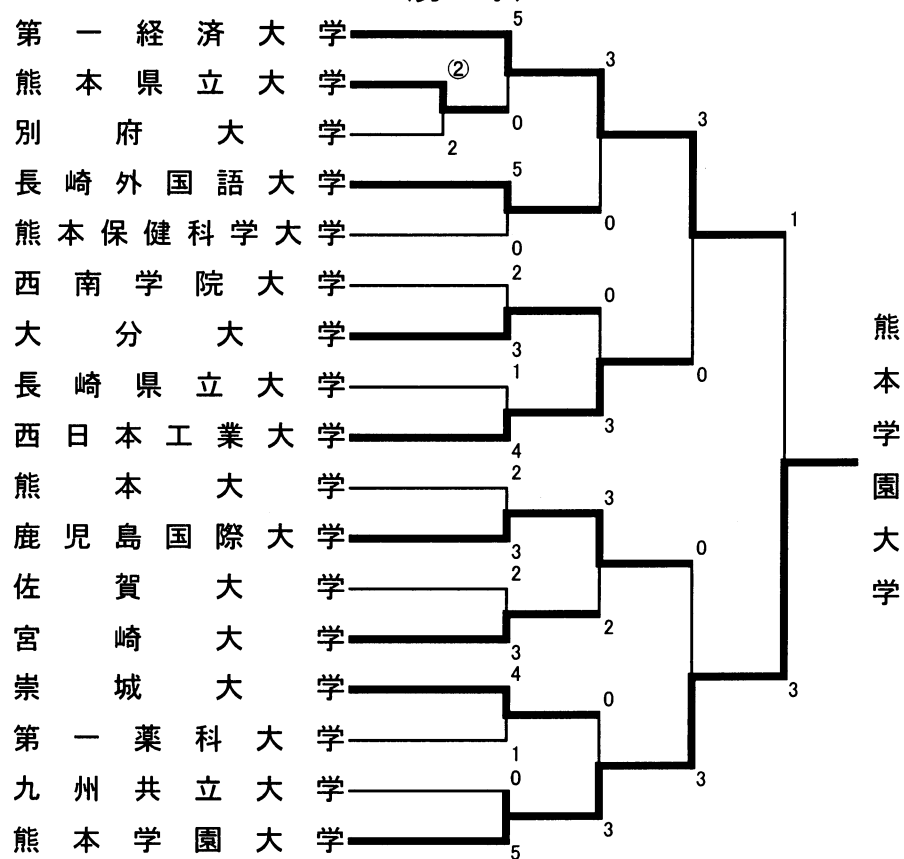 第一経済大学
熊本県立大学
別府大学
長崎外国語大学
熊本保健科学大学
西南学院大学
大分大学
長崎県立大学
西日本工業大学
熊本大学
鹿児島国際大学
佐賀大学
宮崎大学
崇城大学
第一薬科大学
九州共立大学
熊本学園大学
5
②
0
2
5
0
2
3
1
4
2
3
2
3
4
1
0
5
3
0
0
3
3
2
0
3
3
0
0
3
1
3
熊本学園大学